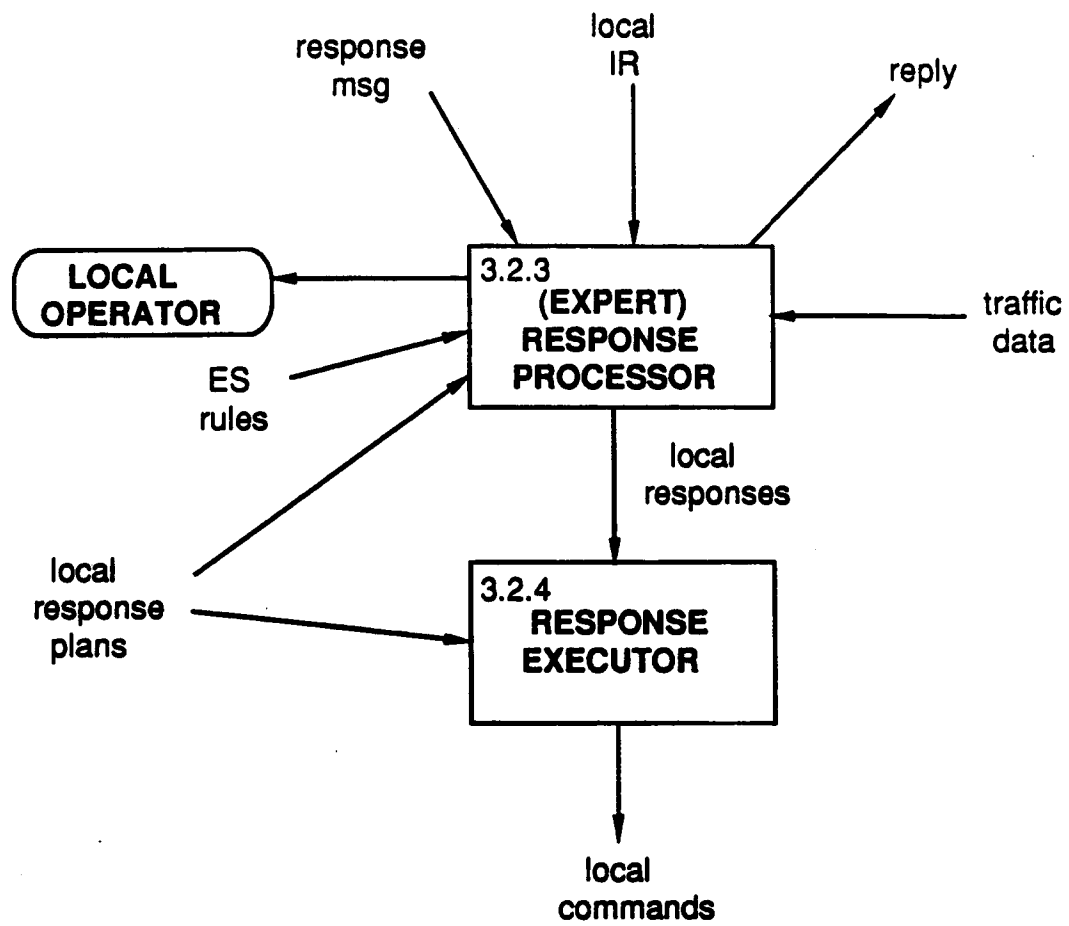 local
IR
response
msg
reply
LOCAL
OPERATOR
3.2.3
(EXPERT)
RESPONSE
PROCESSOR
traffic
data
ES
rules
local
responses
local
response
plans
3.2.4
RESPONSE
EXECUTOR
local
commands